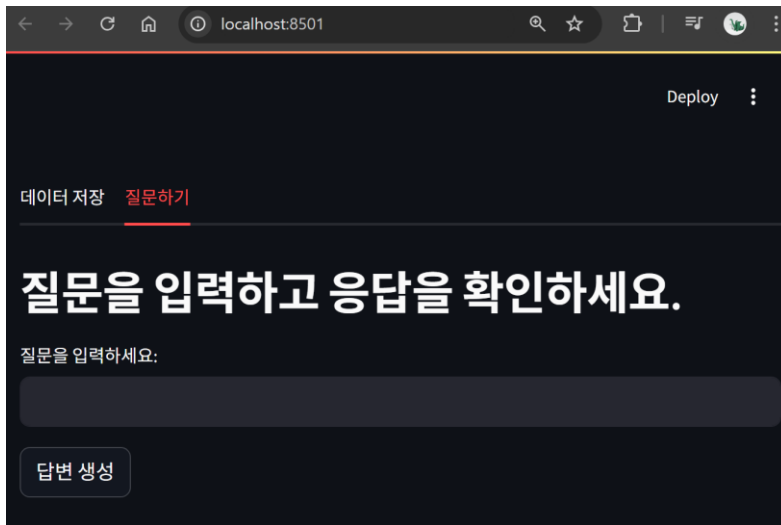 localhost:8501
Deploy
데이터 저장 질문하기
질문을 입력하고 응답을 확인하세요.
질문을 입력하세요:
답변 생성